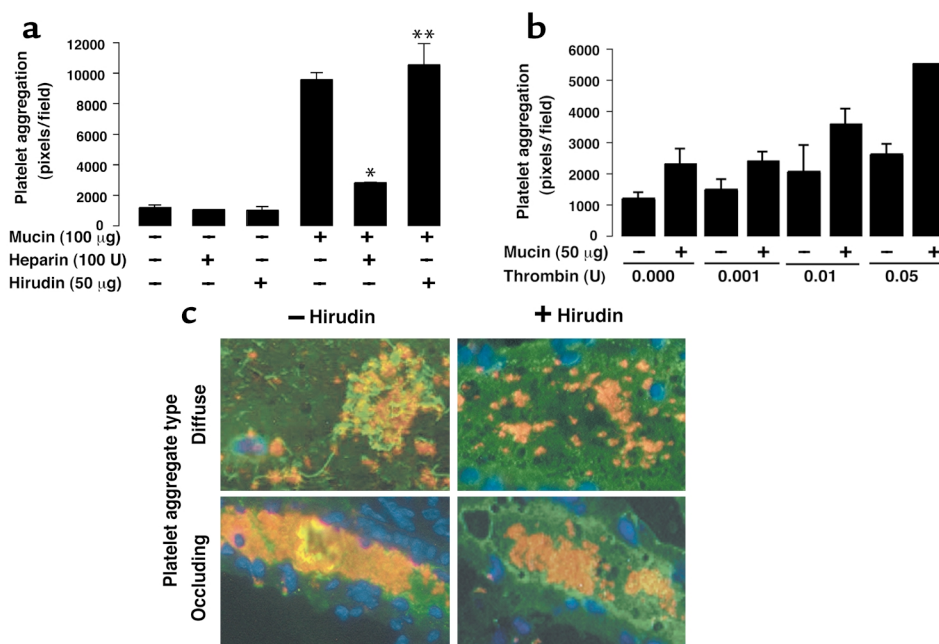 a
Platelet aggregation
(pixels/field)
12000
10000
8000
6000
4000
2000
0
*
**
Mucin (100 μg) – – – + + +
Heparin (100 U) – + – – + –
Hirudin (50 μg) – – + – – +
b
Platelet aggregation
(pixels/field)
6000
5000
4000
3000
2000
1000
0
Mucin (50 μg) – + – + – + – +
Thrombin (U) 0.000 0.001 0.01 0.05
c
– Hirudin + Hirudin
Platelet aggregate type
Diffuse
Occluding